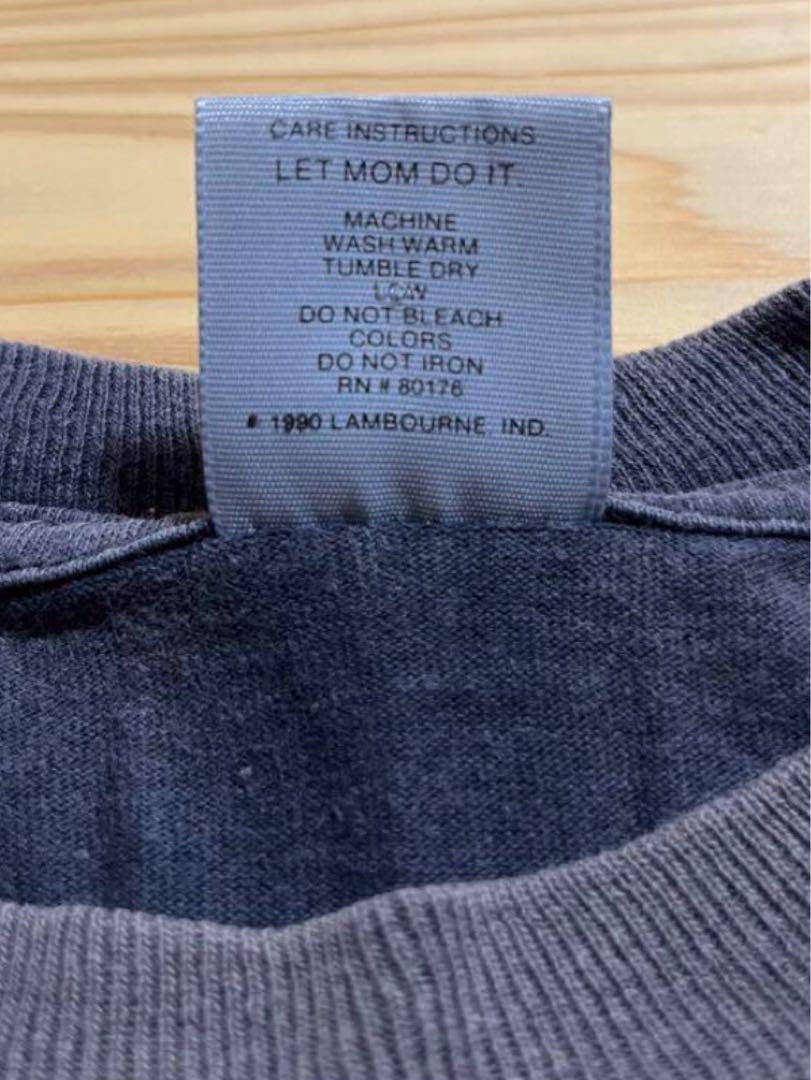 CARE INSTRUCTIONS
LET MOM DO IT.
MACHINE
WASH WARM
TUMBLE DRY
LOW
DO NOT BLEACH
COLORS
DO NOT IRON
RN # 80176
# 1990 LAMBOURNE IND.